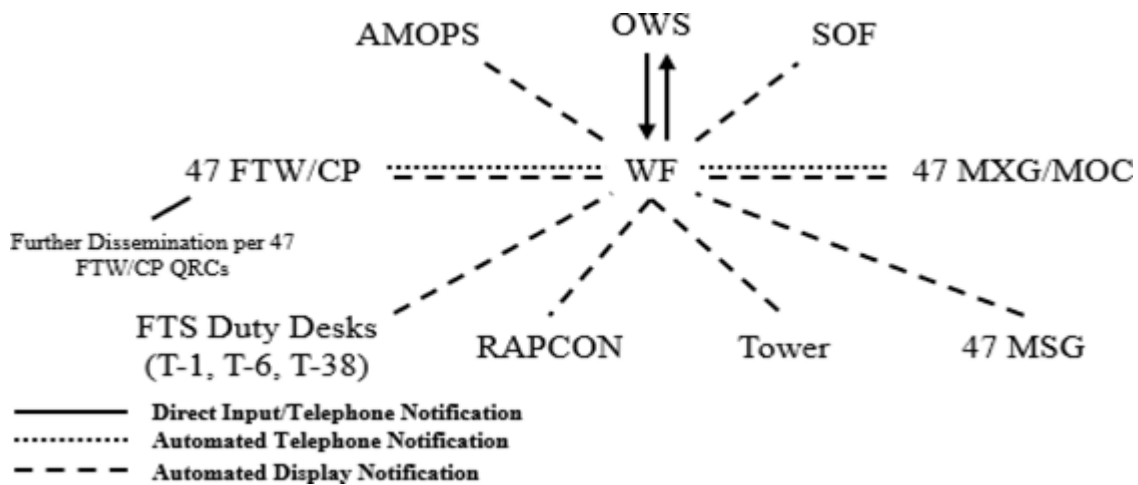 AMOPS
OWS
SOF
47 FTW/CP
WF
47 MXG/MOC
Further Dissemination per 47
FTW/CP QRCs
FTS Duty Desks
(T-1, T-6, T-38)
RAPCON
Tower
47 MSG
Direct Input/Telephone Notification
Automated Telephone Notification
Automated Display Notification